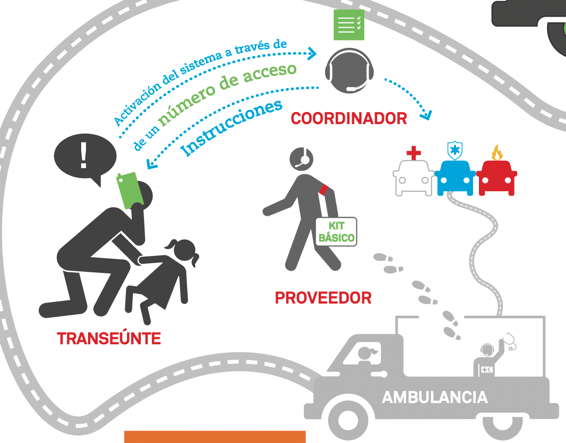 Activación del sistema a través de
de un número de acceso
Instrucciones
COORDINADOR
!
KIT
BÁSICO
PROVEEDOR
TRANSEÚNTE
AMBULANCIA